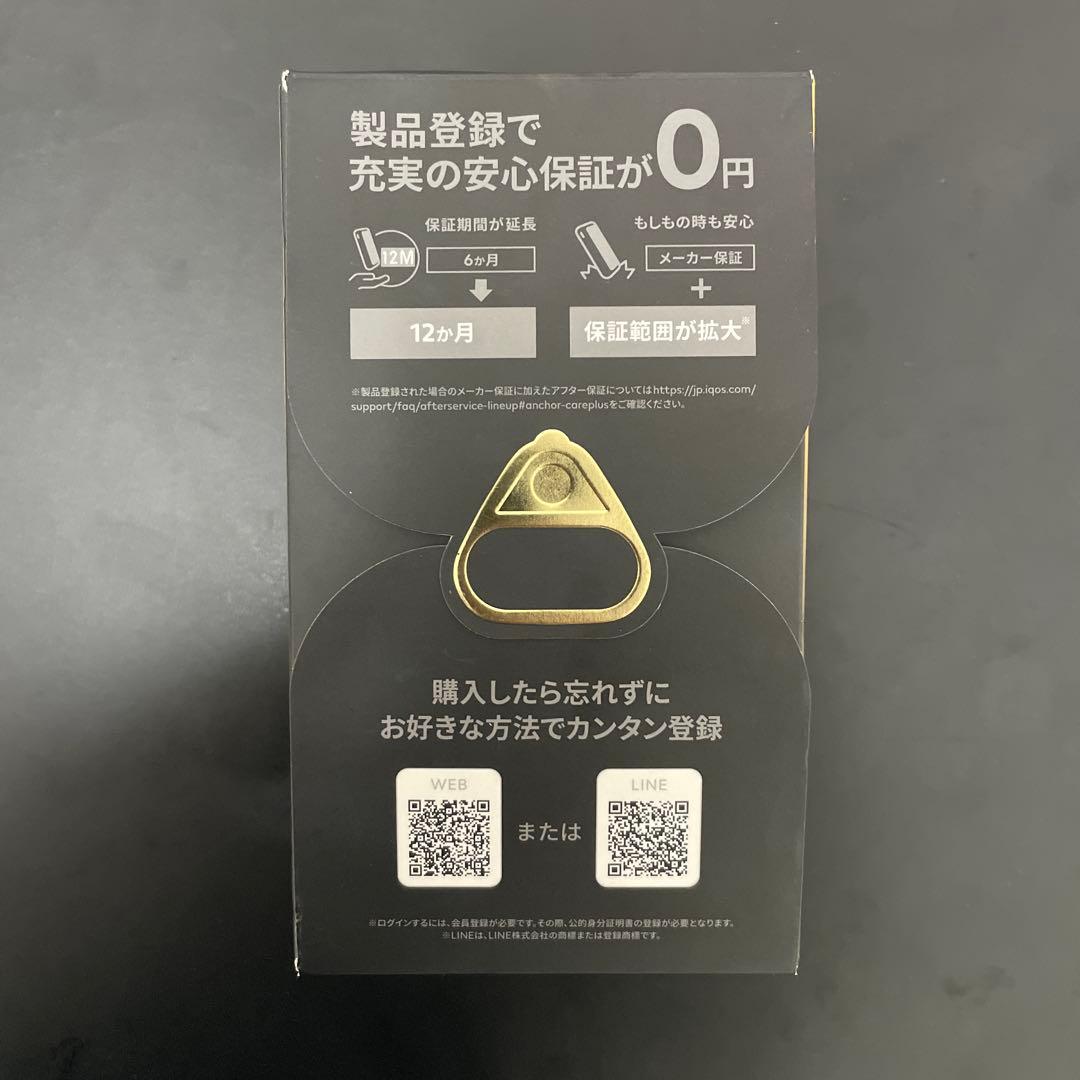 製品登録で
充実の安心保証が0円
保証期間が延長
12M
6か月
12か月
もしもの時も安心
メーカー保証
+
保証範囲が拡大※
※製品登録された場合のメーカー保証に加えたアフター保証についてはhttps://jp.iqos.com/
support/faq/afterservice-lineup#anchor-careplusをご確認ください。
購入したら忘れずに
お好きな方法でカンタン登録
WEB
または
LINE
※ログインするには、会員登録が必要です。その際、公的身分証明書の登録が必要となります。
※LINEは、LINE株式会社の商標または登録商標です。